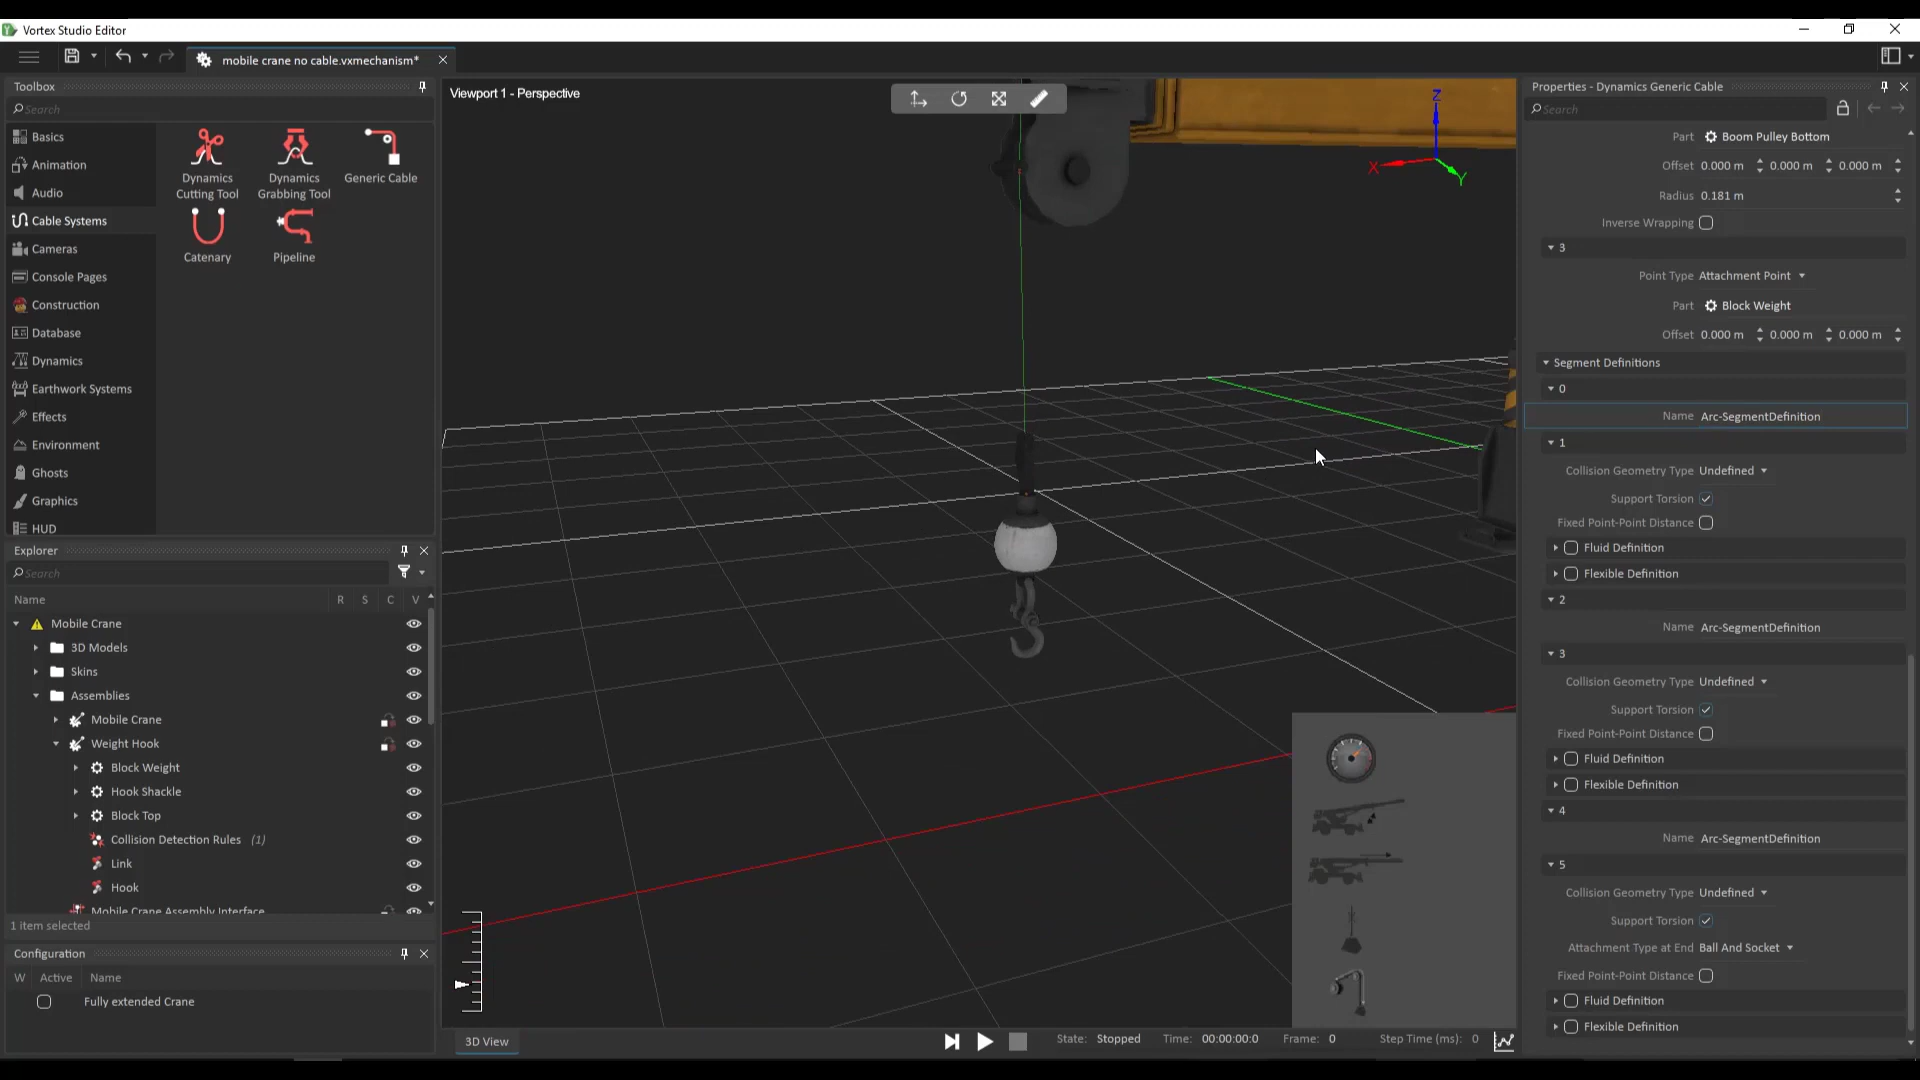 Vortex Studio Editor
mobile crane no cable.vxmechanism*
Toolbox
Search
Basics
Animation
Audio
Cable Systems
Cameras
Console Pages
Construction
Database
Dynamics
Earthwork Systems
Effects
Environment
Ghosts
Graphics
HUD
Dynamics Cutting Tool
Dynamics Grabbing Tool
Generic Cable
Catenary
Pipeline
Explorer
Search
Name R S C V
Mobile Crane
3D Models
Skins
Assemblies
Mobile Crane
Weight Hook
Block Weight
Hook Shackle
Block Top
Collision Detection Rules (1)
Link
Hook
Mobile Crane Assembly Interface
1 item selected
Configuration
W Active Name
Fully extended Crane
Viewport 1 - Perspective
Z
X
Y
3D View
State: Stopped Time: 00:00:00:0 Frame: 0 Step Time (ms): 0
Properties - Dynamics Generic Cable
Search
Part Boom Pulley Bottom
Offset 0.000 m 0.000 m 0.000 m
Radius 0.181 m
Inverse Wrapping
3
Point Type Attachment Point
Part Block Weight
Offset 0.000 m 0.000 m 0.000 m
Segment Definitions
0
Name Arc-SegmentDefinition
1
Collision Geometry Type Undefined
Support Torsion
Fixed Point-Point Distance
Fluid Definition
Flexible Definition
2
Name Arc-SegmentDefinition
3
Collision Geometry Type Undefined
Support Torsion
Fixed Point-Point Distance
Fluid Definition
Flexible Definition
4
Name Arc-SegmentDefinition
5
Collision Geometry Type Undefined
Support Torsion
Attachment Type at End Ball And Socket
Fixed Point-Point Distance
Fluid Definition
Flexible Definition